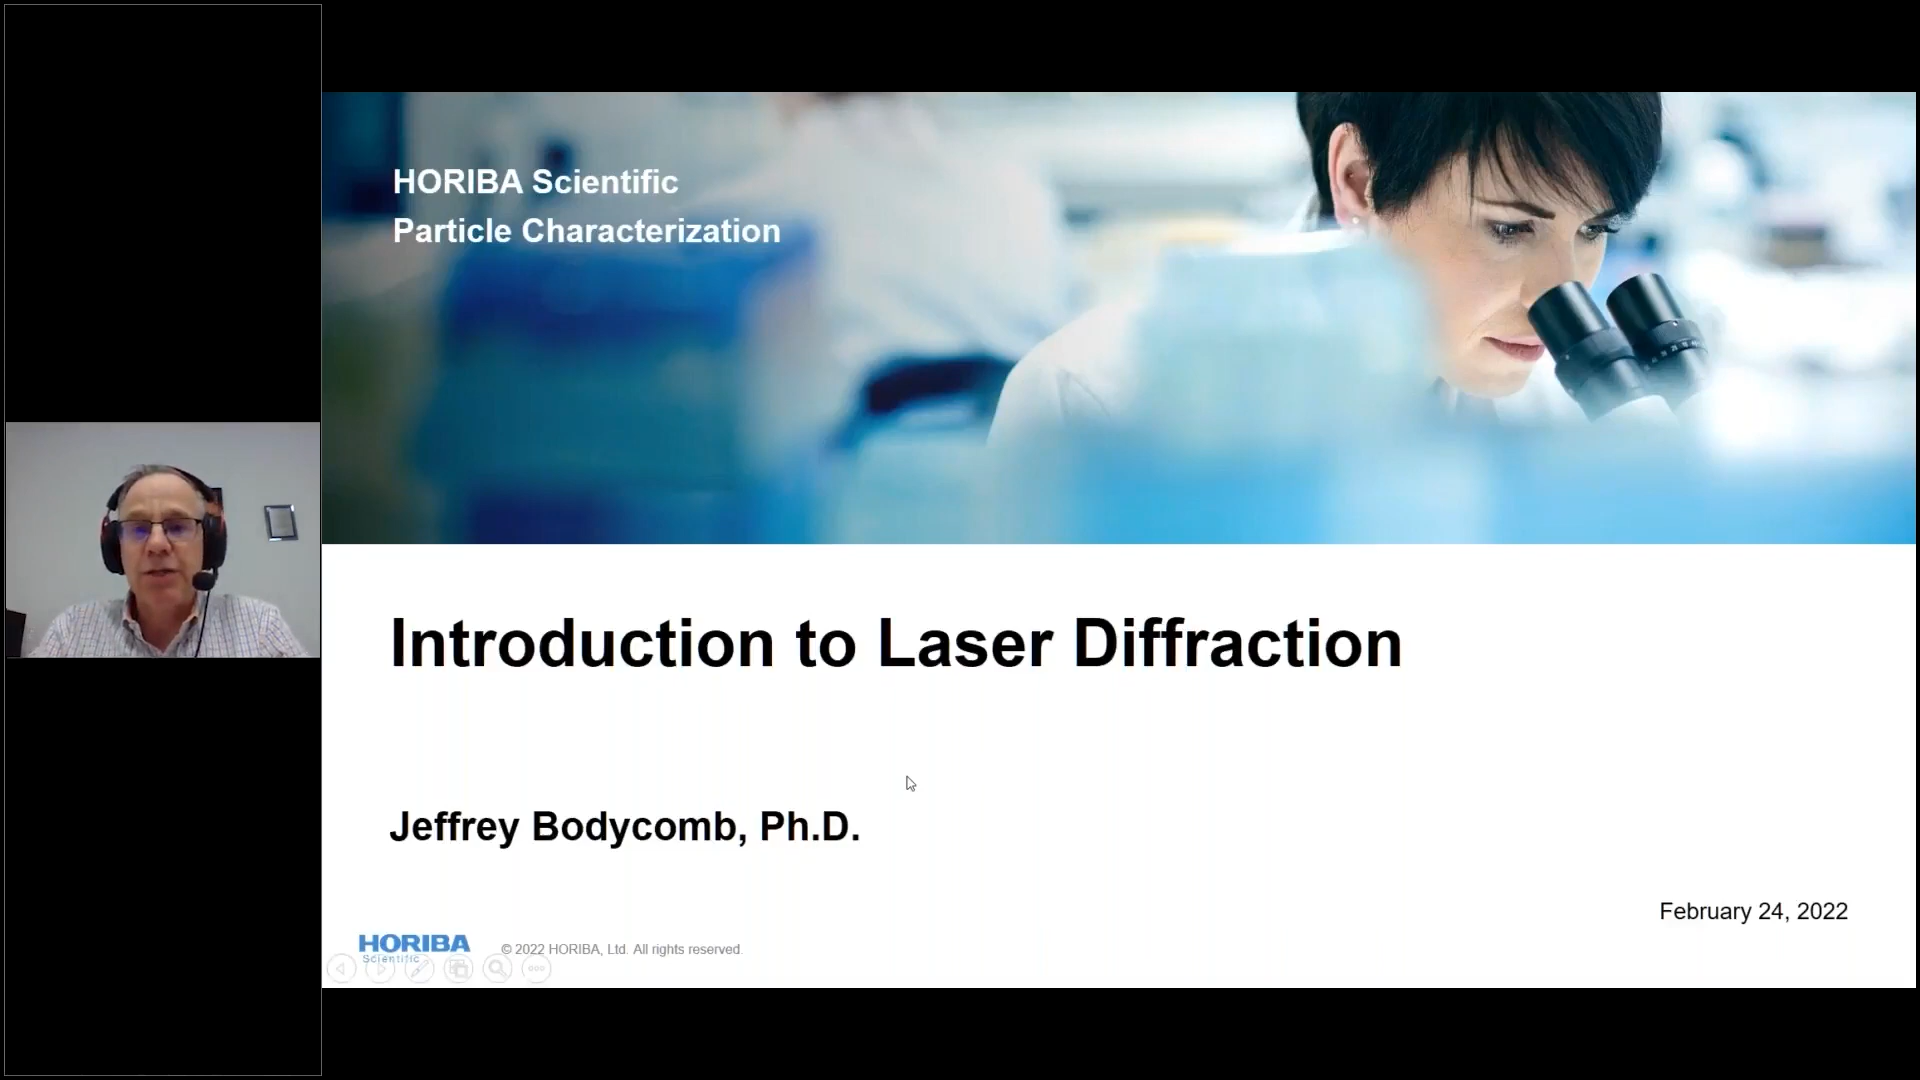 HORIBA Scientific
Particle Characterization
Introduction to Laser Diffraction
Jeffrey Bodycomb, Ph.D.
February 24, 2022
HORIBA
Scientific
© 2022 HORIBA, Ltd. All rights reserved.